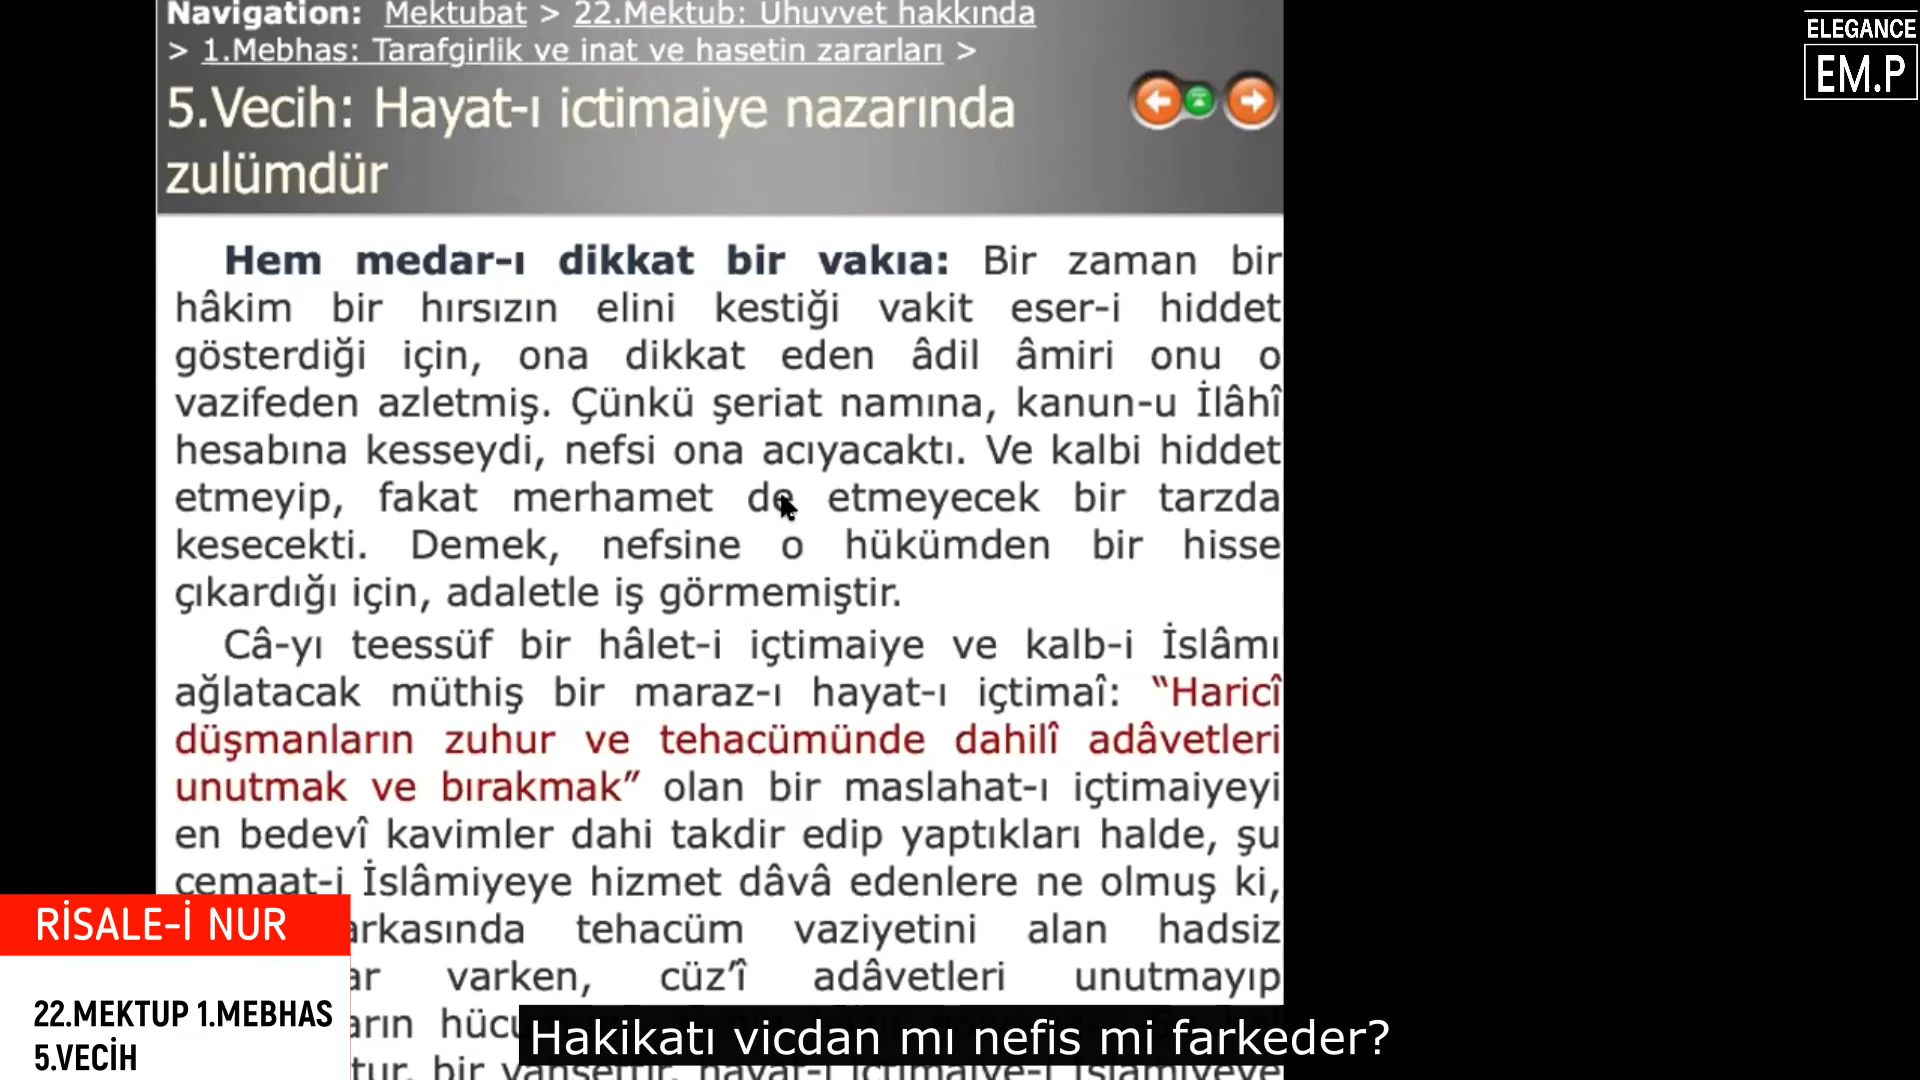 Navigation: Mektubat > 22.Mektub: Uhuvvet hakkında
> 1.Mebhas: Tarafgirlik ve inat ve hasetin zararları >
5.Vecih: Hayat-ı ictimaiye nazarında
zulümdür
ELEGANCE
EM.P
Hem medar-ı dikkat bir vakıa: Bir zaman bir
hâkim bir hırsızın elini kestiği vakit eser-i hiddet
gösterdiği için, ona dikkat eden âdil âmiri onu o
vazifeden azletmiş. Çünkü şeriat namına, kanun-u İlâhî
hesabına kesseydi, nefsi ona acıyacaktı. Ve kalbi hiddet
etmeyip, fakat merhamet de etmeyecek bir tarzda
kesecekti. Demek, nefsine o hükümden bir hisse
çıkardığı için, adaletle iş görmemiştir.
Câ-yı teessüf bir hâlet-i içtimaiye ve kalb-i İslâmı
ağlatacak müthiş bir maraz-ı hayat-ı içtimaî: “Haricî
düşmanların zuhur ve tehacümünde dahilî adâvetleri
unutmak ve bırakmak” olan bir maslahat-ı içtimaiyeyi
en bedevî kavimler dahi takdir edip yaptıkları halde, şu
cemaat-i İslâmiyeye hizmet dâvâ edenlere ne olmuş ki,
arkasında tehacüm vaziyetini alan hadsiz
varken, cüz’î adâvetleri unutmayıp
bir
RİSALE-İ NUR
22.MEKTUP 1.MEBHAS
5.VECİH
Hakikatı vicdan mı nefis mi farkeder?